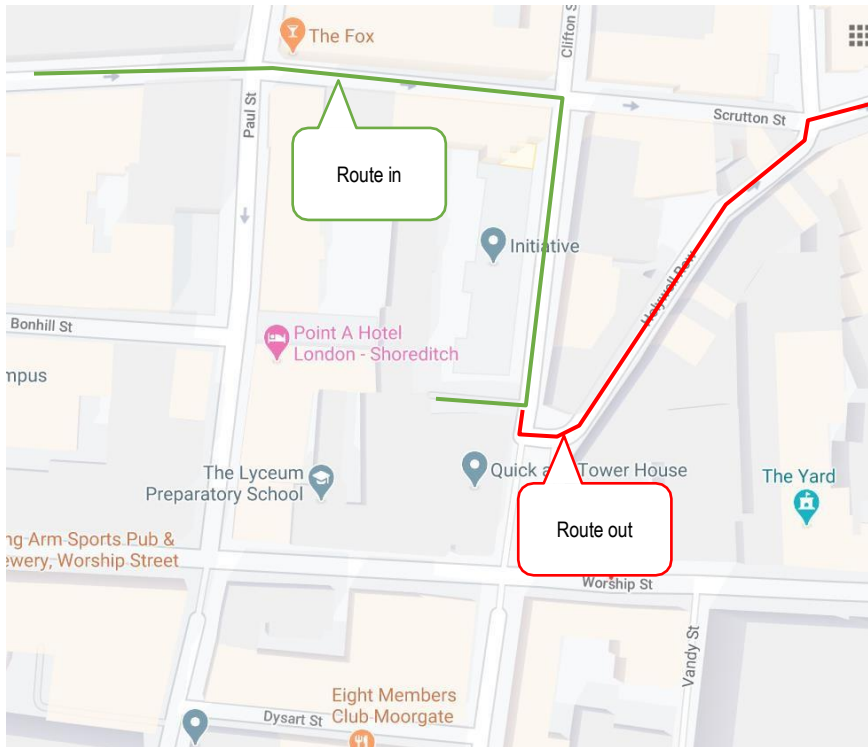 The Fox
Clifton S
Paul St
Scrutton St
Route in
Initiative
Holywell Row
Bonhill St
Point A Hotel
London - Shoreditch
mpus
The Lyceum
Preparatory School
Quick a
Tower House
The Yard
Route out
ng Arm Sports Pub &
ewery, Worship Street
Worship St
Vandy St
Eight Members
Club Moorgate
Dysart St